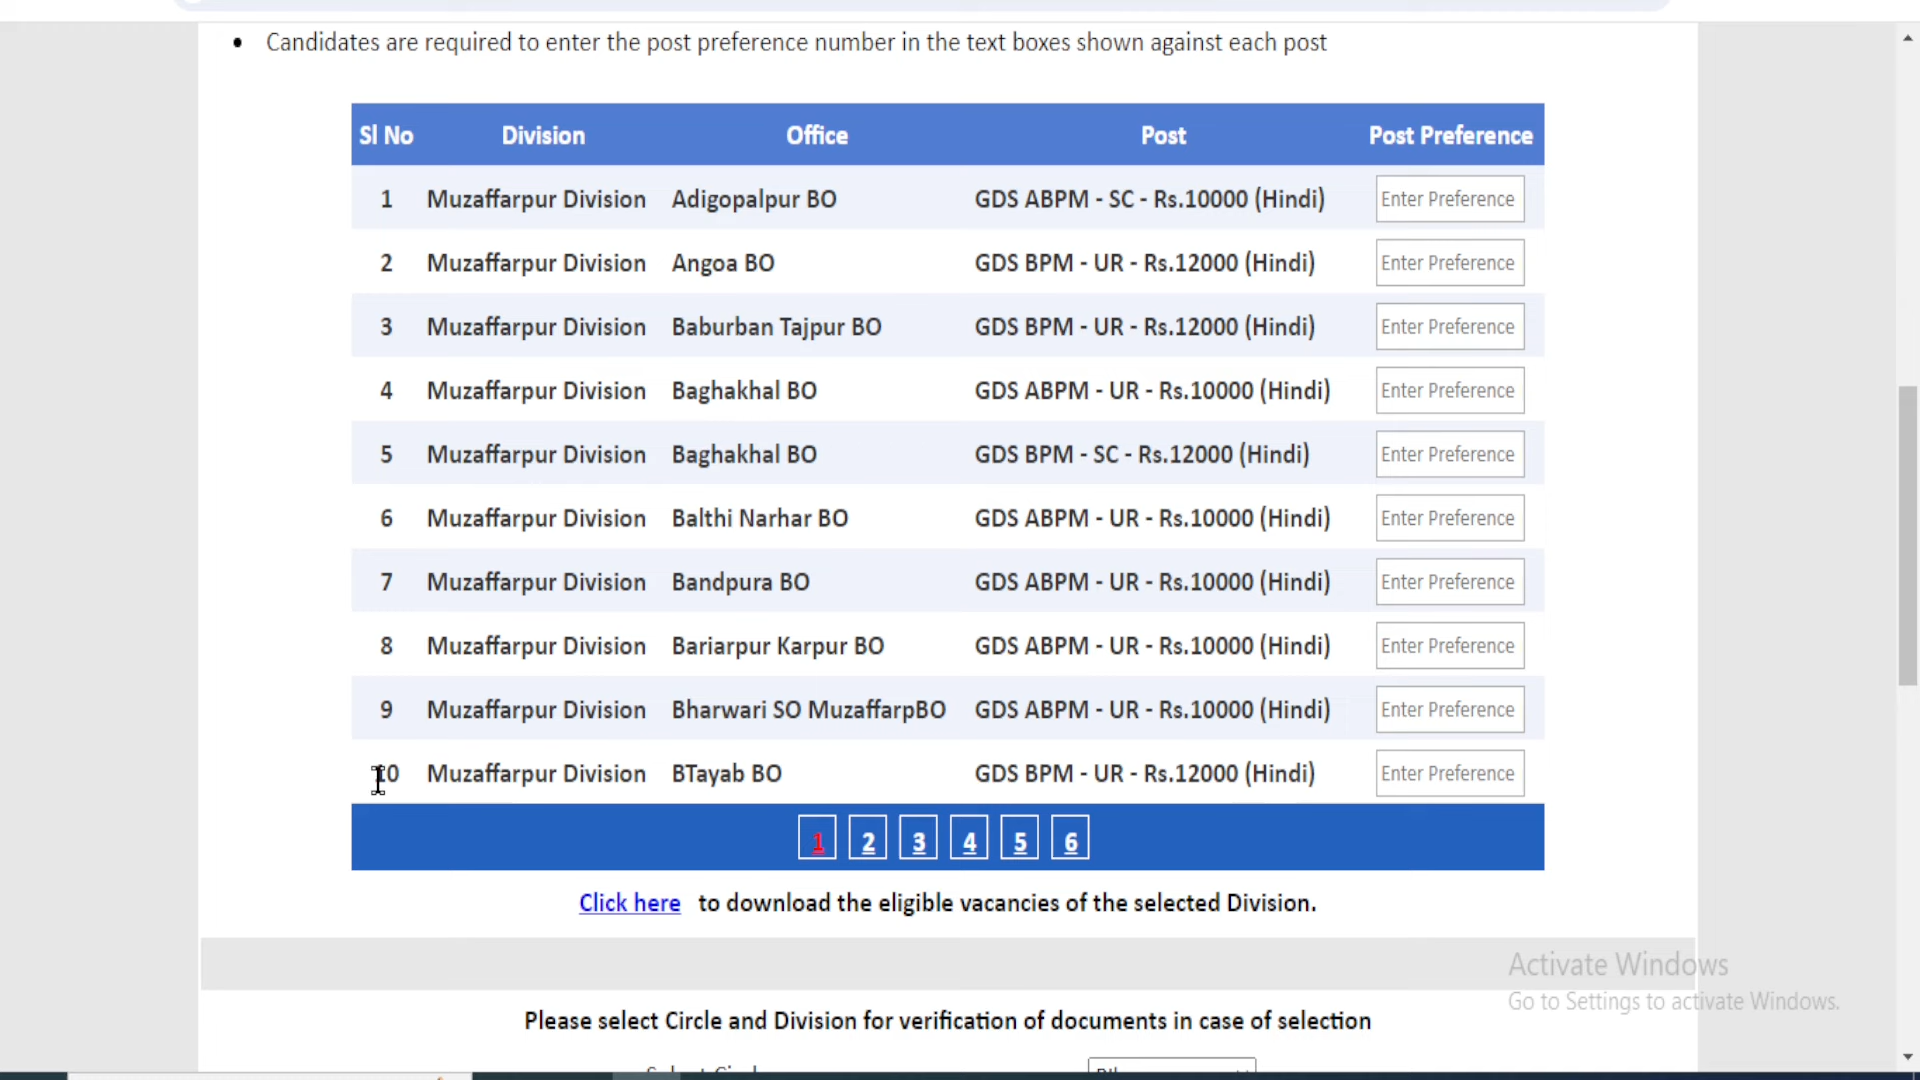 • Candidates are required to enter the post preference number in the text boxes shown against each post
Sl No Division Office Post Post Preference
1 Muzaffarpur Division Adigopalpur BO GDS ABPM - SC - Rs.10000 (Hindi) Enter Preference
2 Muzaffarpur Division Angoa BO GDS BPM - UR - Rs.12000 (Hindi) Enter Preference
3 Muzaffarpur Division Baburban Tajpur BO GDS BPM - UR - Rs.12000 (Hindi) Enter Preference
4 Muzaffarpur Division Baghakhal BO GDS ABPM - UR - Rs.10000 (Hindi) Enter Preference
5 Muzaffarpur Division Baghakhal BO GDS BPM - SC - Rs.12000 (Hindi) Enter Preference
6 Muzaffarpur Division Balthi Narhar BO GDS ABPM - UR - Rs.10000 (Hindi) Enter Preference
7 Muzaffarpur Division Bandpura BO GDS ABPM - UR - Rs.10000 (Hindi) Enter Preference
8 Muzaffarpur Division Bariarpur Karpur BO GDS ABPM - UR - Rs.10000 (Hindi) Enter Preference
9 Muzaffarpur Division Bharwari SO MuzaffarpBO GDS ABPM - UR - Rs.10000 (Hindi) Enter Preference
10 Muzaffarpur Division BTayab BO GDS BPM - UR - Rs.12000 (Hindi) Enter Preference
1 2 3 4 5 6
Click here to download the eligible vacancies of the selected Division.
Activate Windows
Go to Settings to activate Windows.
Please select Circle and Division for verification of documents in case of selection